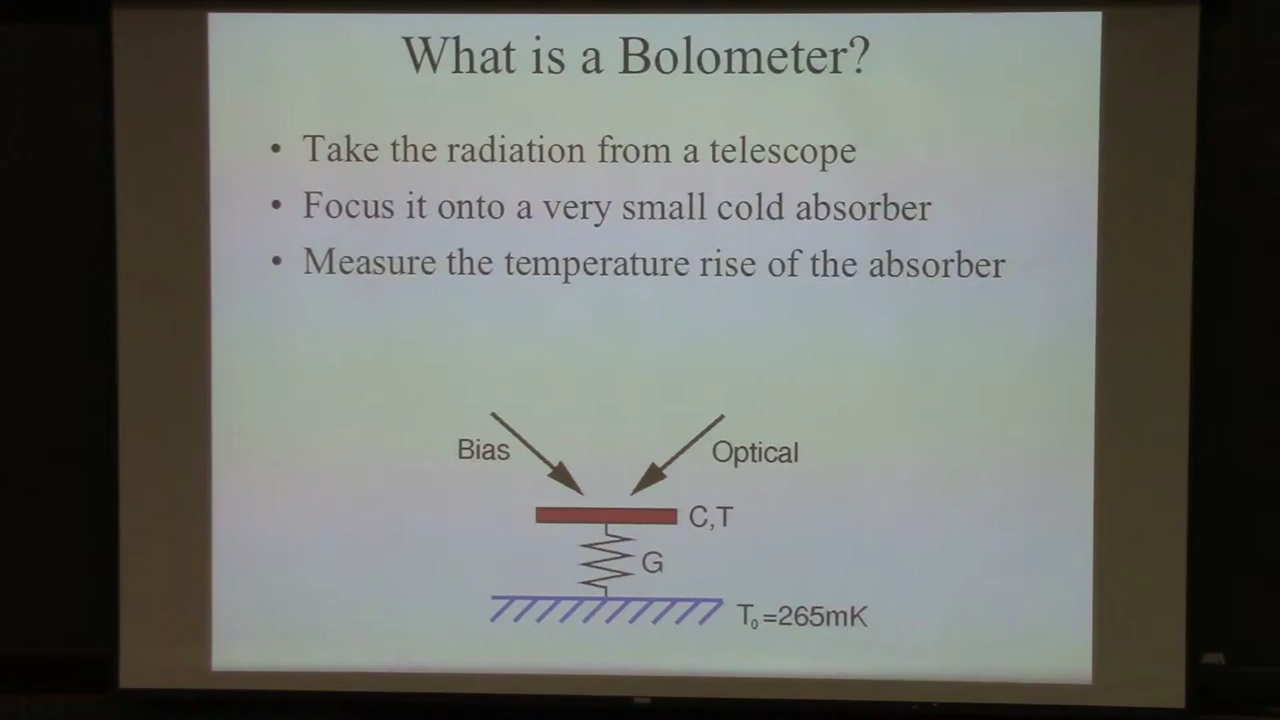 What is a Bolometer?
• Take the radiation from a telescope
• Focus it onto a very small cold absorber
• Measure the temperature rise of the absorber
Bias
Optical
C,T
G
T₀=265mK